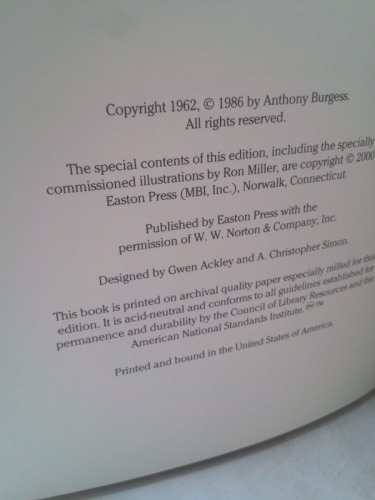 Copyright 1962, © 1986 by Anthony Burgess.
All rights reserved.
The special contents of this edition, including the specially
commissioned illustrations by Ron Miller, are copyright © 2000
Easton Press (MBI, Inc.), Norwalk, Connecticut.
Published by Easton Press with the
permission of W. W. Norton & Company, Inc.
Designed by Gwen Ackley and A. Christopher Simon.
This book is printed on archival quality paper especially milled for this
edition. It is acid-neutral and conforms to all guidelines established for
permanence and durability by the Council of Library Resources and the
American National Standards Institute. ♾™
Printed and bound in the United States of America.